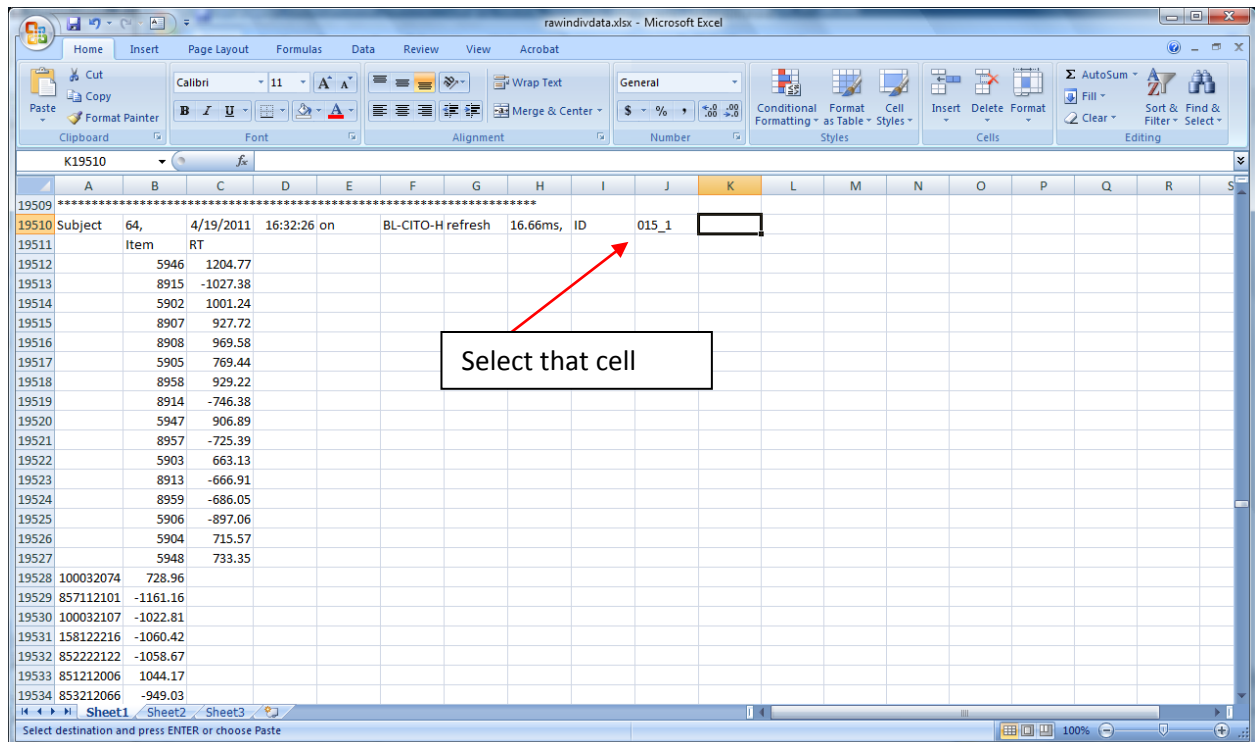 rawindivdata.xlsx - Microsoft Excel
Home Insert Page Layout Formulas Data Review View Acrobat
Paste
Cut
Copy
Format Painter
Clipboard
Calibri 11 A A
B I U A
Font
Wrap Text
Merge & Center
Alignment
General
$ % , .0 .00 .00 .0
Number
Conditional Formatting
Format as Table
Cell Styles
Styles
Insert Delete Format
Cells
Σ AutoSum
Fill
Clear
Sort & Filter
Find & Select
Editing
K19510 fx
A B C D E F G H I J K L M N O P Q R S
19509 **********************************************************************
19510 Subject 64, 4/19/2011 16:32:26 on BL-CITO-H refresh 16.66ms, ID 015_1
19511 Item RT
19512 5946 1204.77
19513 8915 -1027.38
19514 5902 1001.24
19515 8907 927.72
19516 8908 969.58
19517 5905 769.44
19518 8958 929.22
19519 8914 -746.38
19520 5947 906.89
19521 8957 -725.39
19522 5903 663.13
19523 8913 -666.91
19524 8959 -686.05
19525 5906 -897.06
19526 5904 715.57
19527 5948 733.35
19528 100032074 728.96
19529 857112101 -1161.16
19530 100032107 -1022.81
19531 158122216 -1060.42
19532 852222122 -1058.67
19533 851212006 1044.17
19534 853212066 -949.03
Select that cell
Sheet1 Sheet2 Sheet3
Select destination and press ENTER or choose Paste 100%